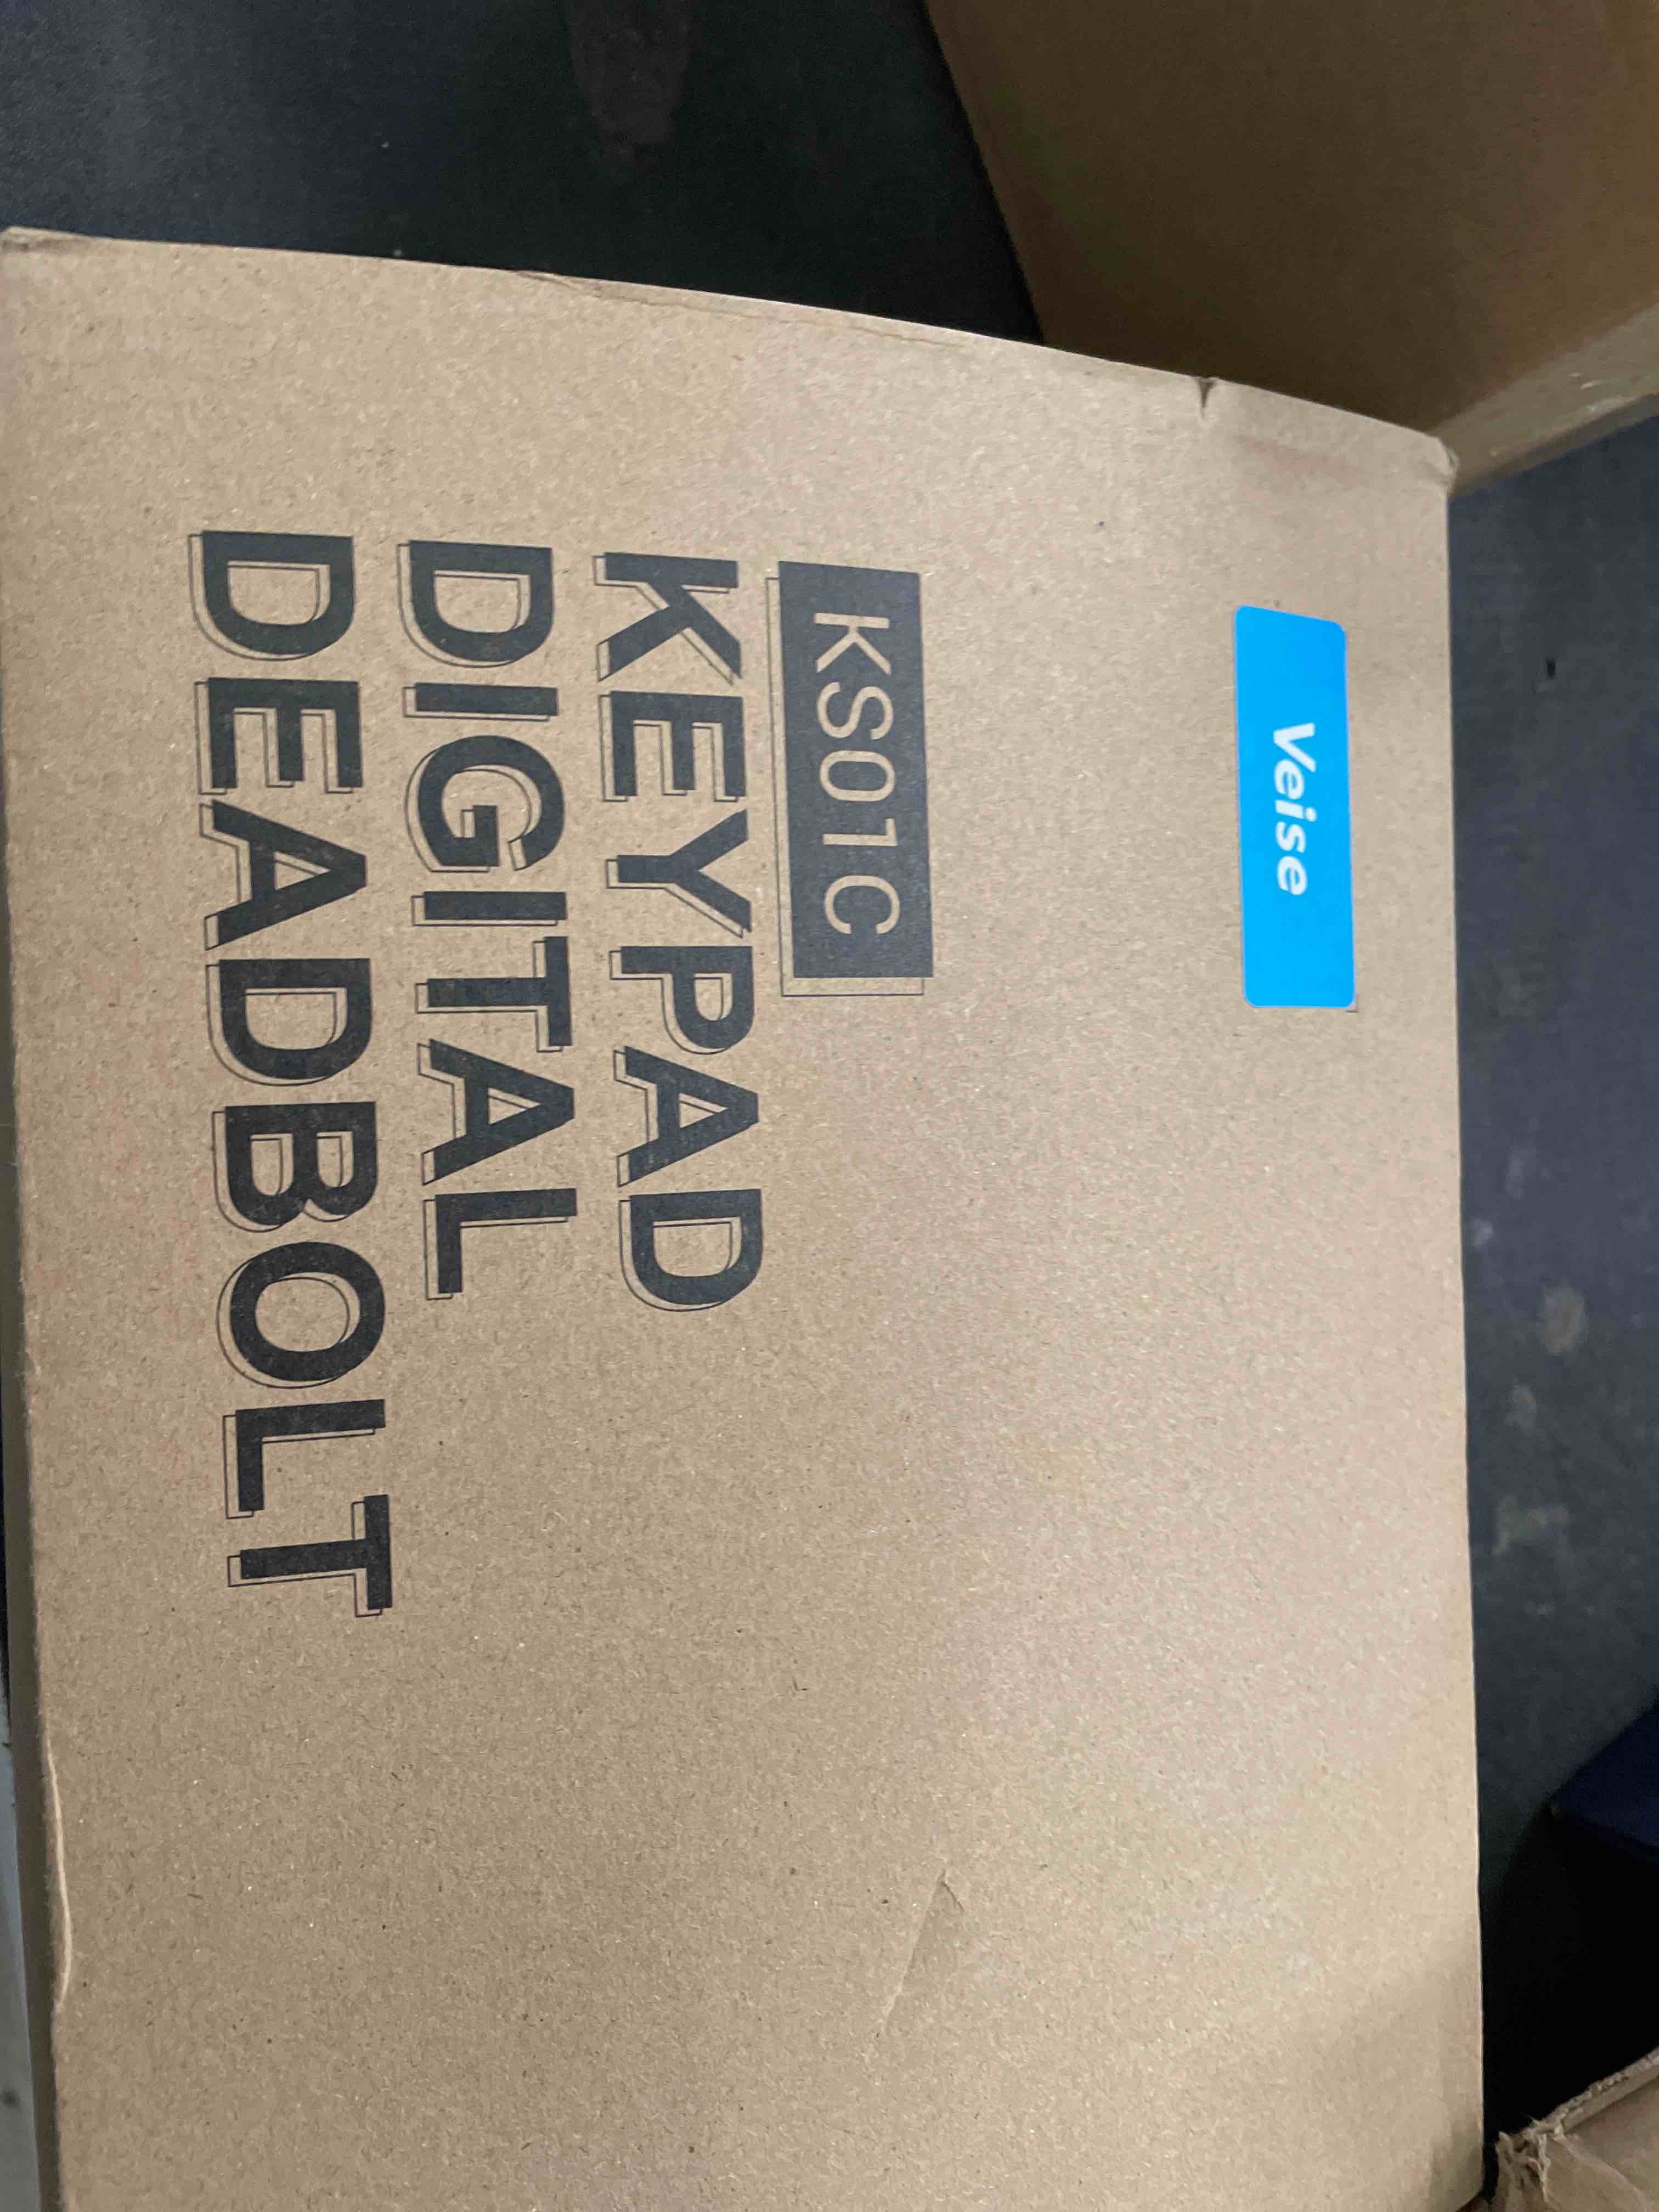 Veise
KS01C
KEYPAD
DIGITAL
DEADBOLT